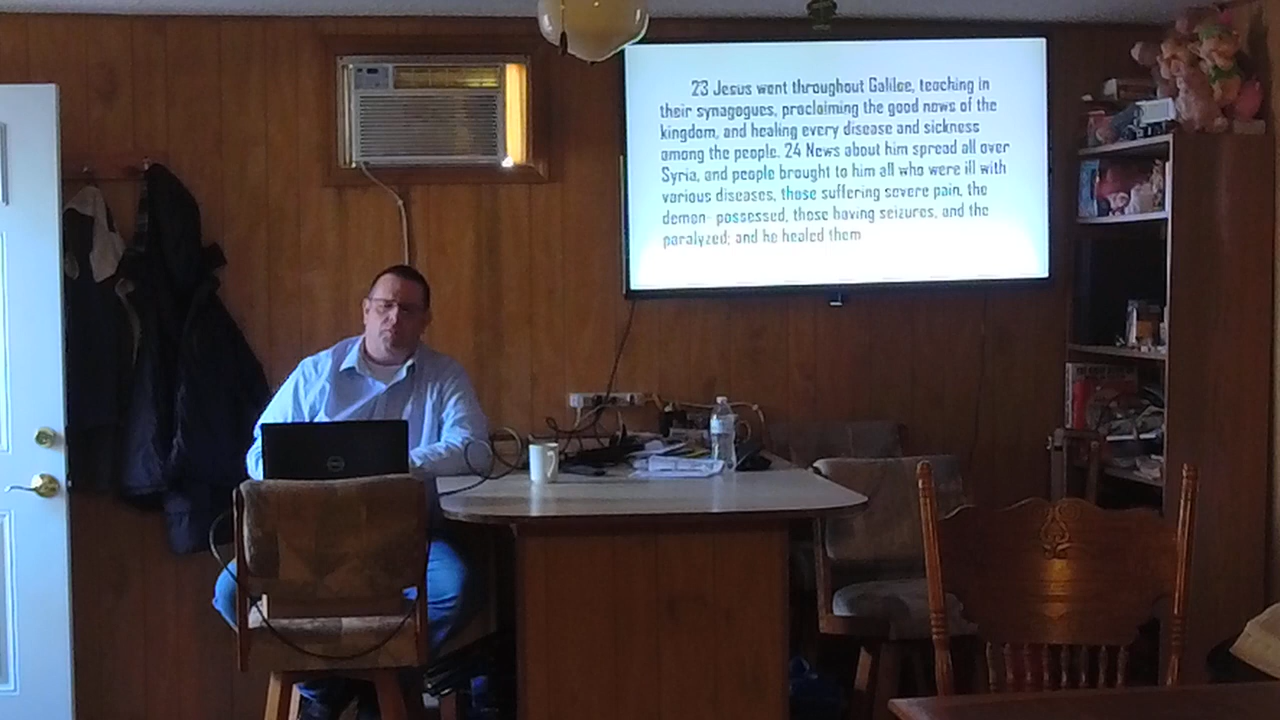 23 Jesus went throughout Galilee, teaching in
their synagogues, proclaiming the good news of the
kingdom, and healing every disease and sickness
among the people. 24 News about him spread all over
Syria, and people brought to him all who were ill with
various diseases, those suffering severe pain, the
demon- possessed, those having seizures, and the
paralyzed; and he healed them
DELL